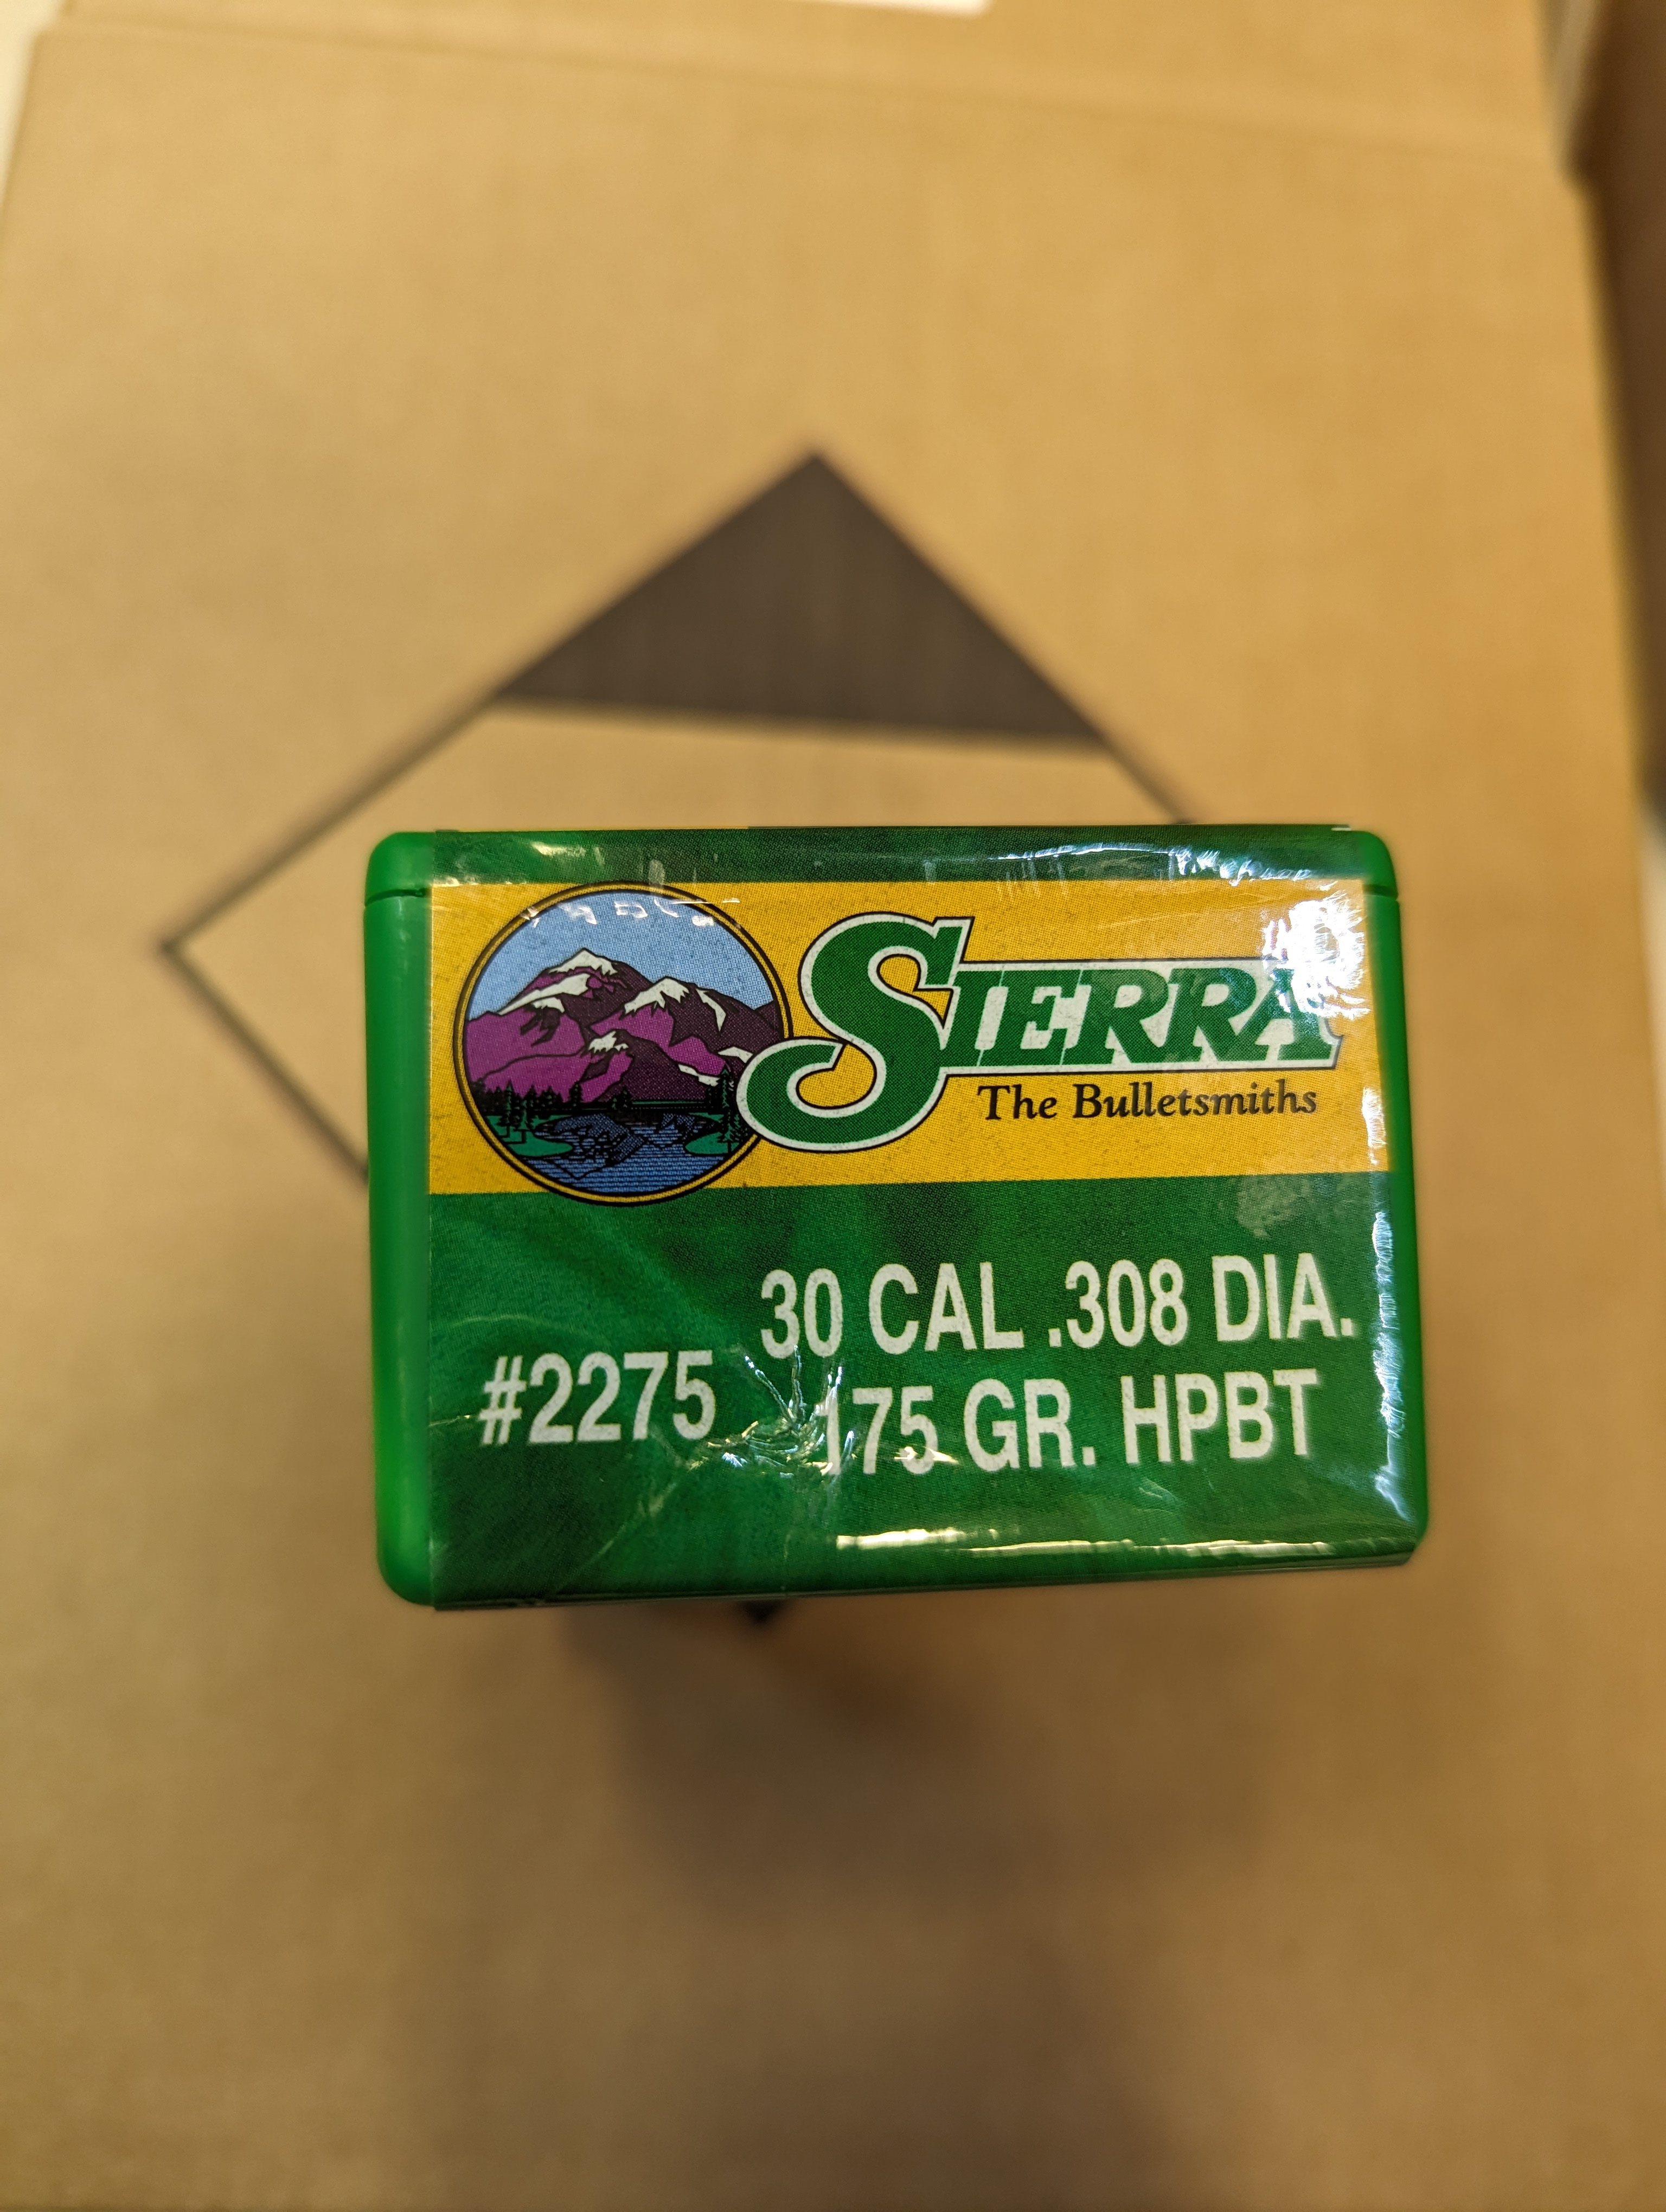 SIERRA
The Bulletsmiths
#2275
30 CAL .308 DIA.
175 GR. HPBT